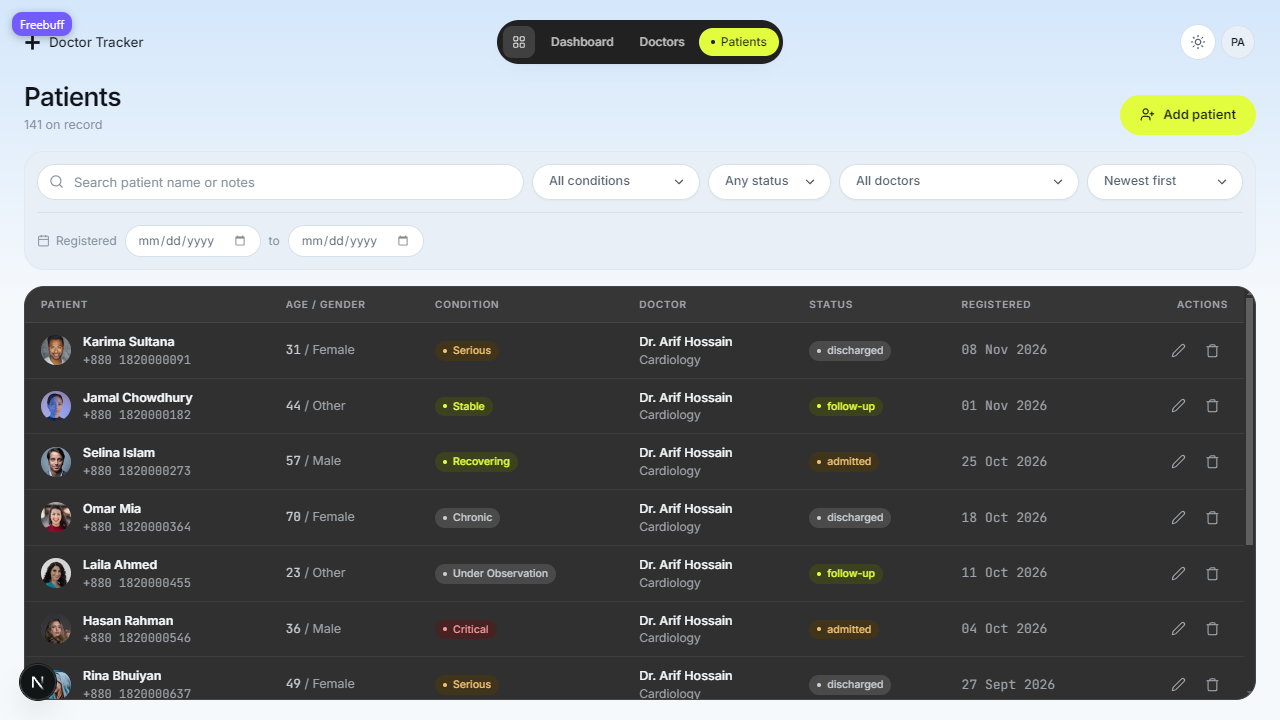 Freebuff
Doctor Tracker
Dashboard
Doctors
Patients
PA
Patients
141 on record
Add patient
Search patient name or notes
All conditions
Any status
All doctors
Newest first
Registered
mm/dd/yyyy
to
mm/dd/yyyy
PATIENT AGE / GENDER CONDITION DOCTOR STATUS REGISTERED ACTIONS
Karima Sultana
+880 1820000091
31 / Female
Serious
Dr. Arif Hossain
Cardiology
discharged
08 Nov 2026
Jamal Chowdhury
+880 1820000182
44 / Other
Stable
Dr. Arif Hossain
Cardiology
follow-up
01 Nov 2026
Selina Islam
+880 1820000273
57 / Male
Recovering
Dr. Arif Hossain
Cardiology
admitted
25 Oct 2026
Omar Mia
+880 1820000364
70 / Female
Chronic
Dr. Arif Hossain
Cardiology
discharged
18 Oct 2026
Laila Ahmed
+880 1820000455
23 / Other
Under Observation
Dr. Arif Hossain
Cardiology
follow-up
11 Oct 2026
Hasan Rahman
+880 1820000546
36 / Male
Critical
Dr. Arif Hossain
Cardiology
admitted
04 Oct 2026
Rina Bhuiyan
+880 1820000637
49 / Female
Serious
Dr. Arif Hossain
Cardiology
discharged
27 Sept 2026
N